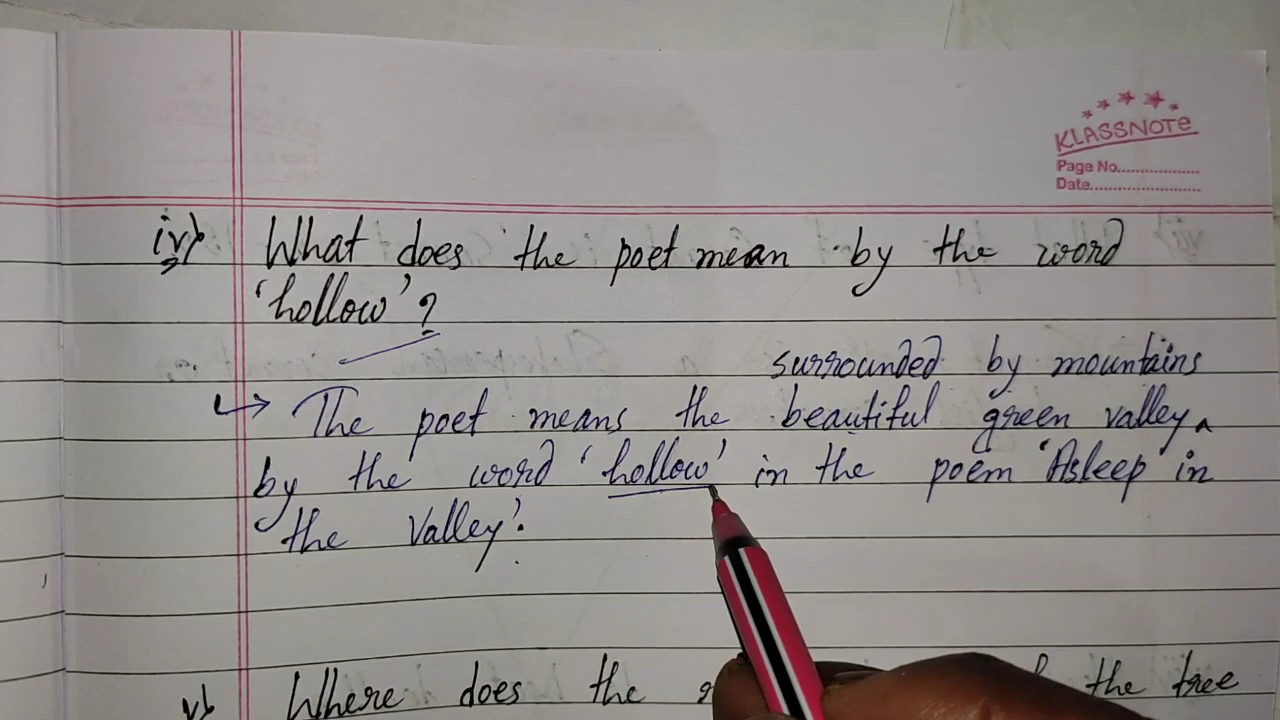 KLASSNOTE
Page No....................
Date............................
iv) What does the poet mean by the word
'hollow'?
surrounded by mountains
The poet means the beautiful green valley ^
by the word 'hollow' in the poem 'Asleep in
the Valley'.
v) Where does the the tree